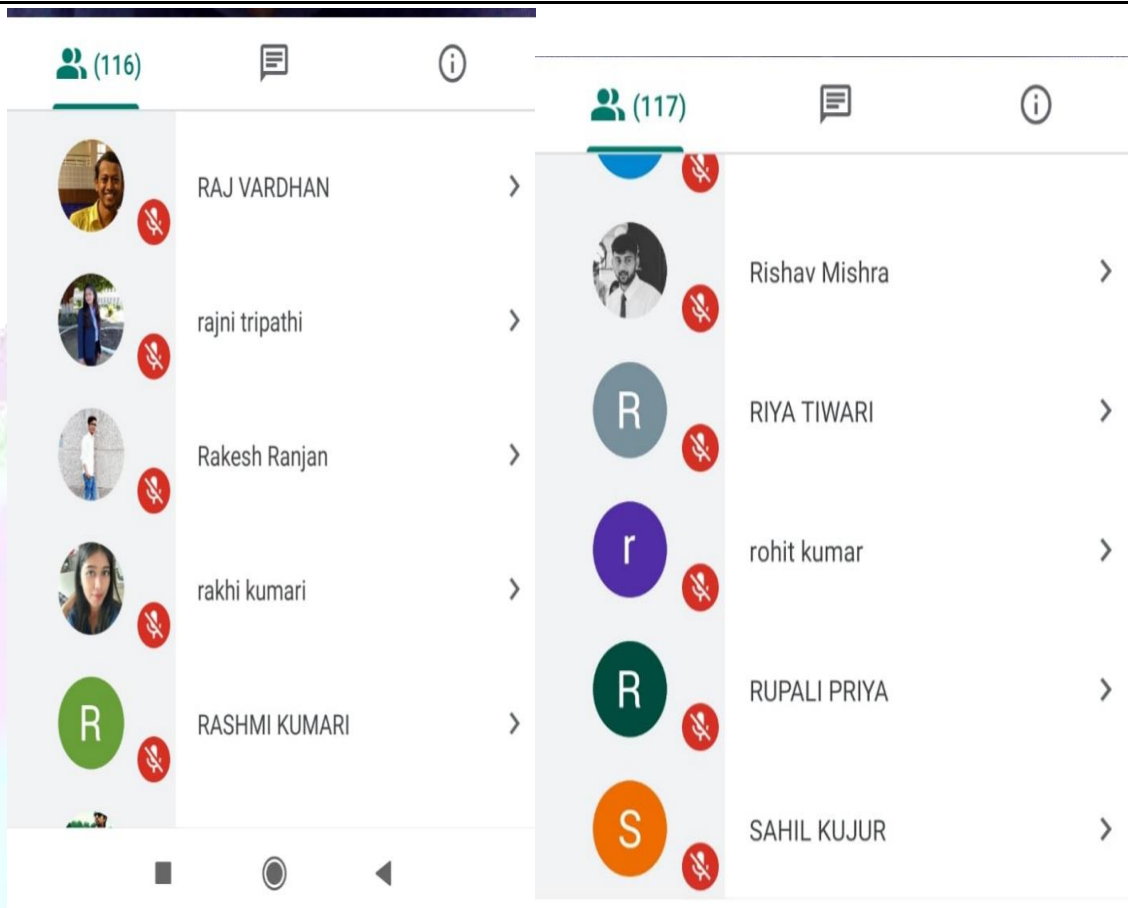 (116)
RAJ VARDHAN
rajni tripathi
Rakesh Ranjan
rakhi kumari
R
RASHMI KUMARI
(117)
Rishav Mishra
R
RIYA TIWARI
r
rohit kumar
R
RUPALI PRIYA
S
SAHIL KUJUR